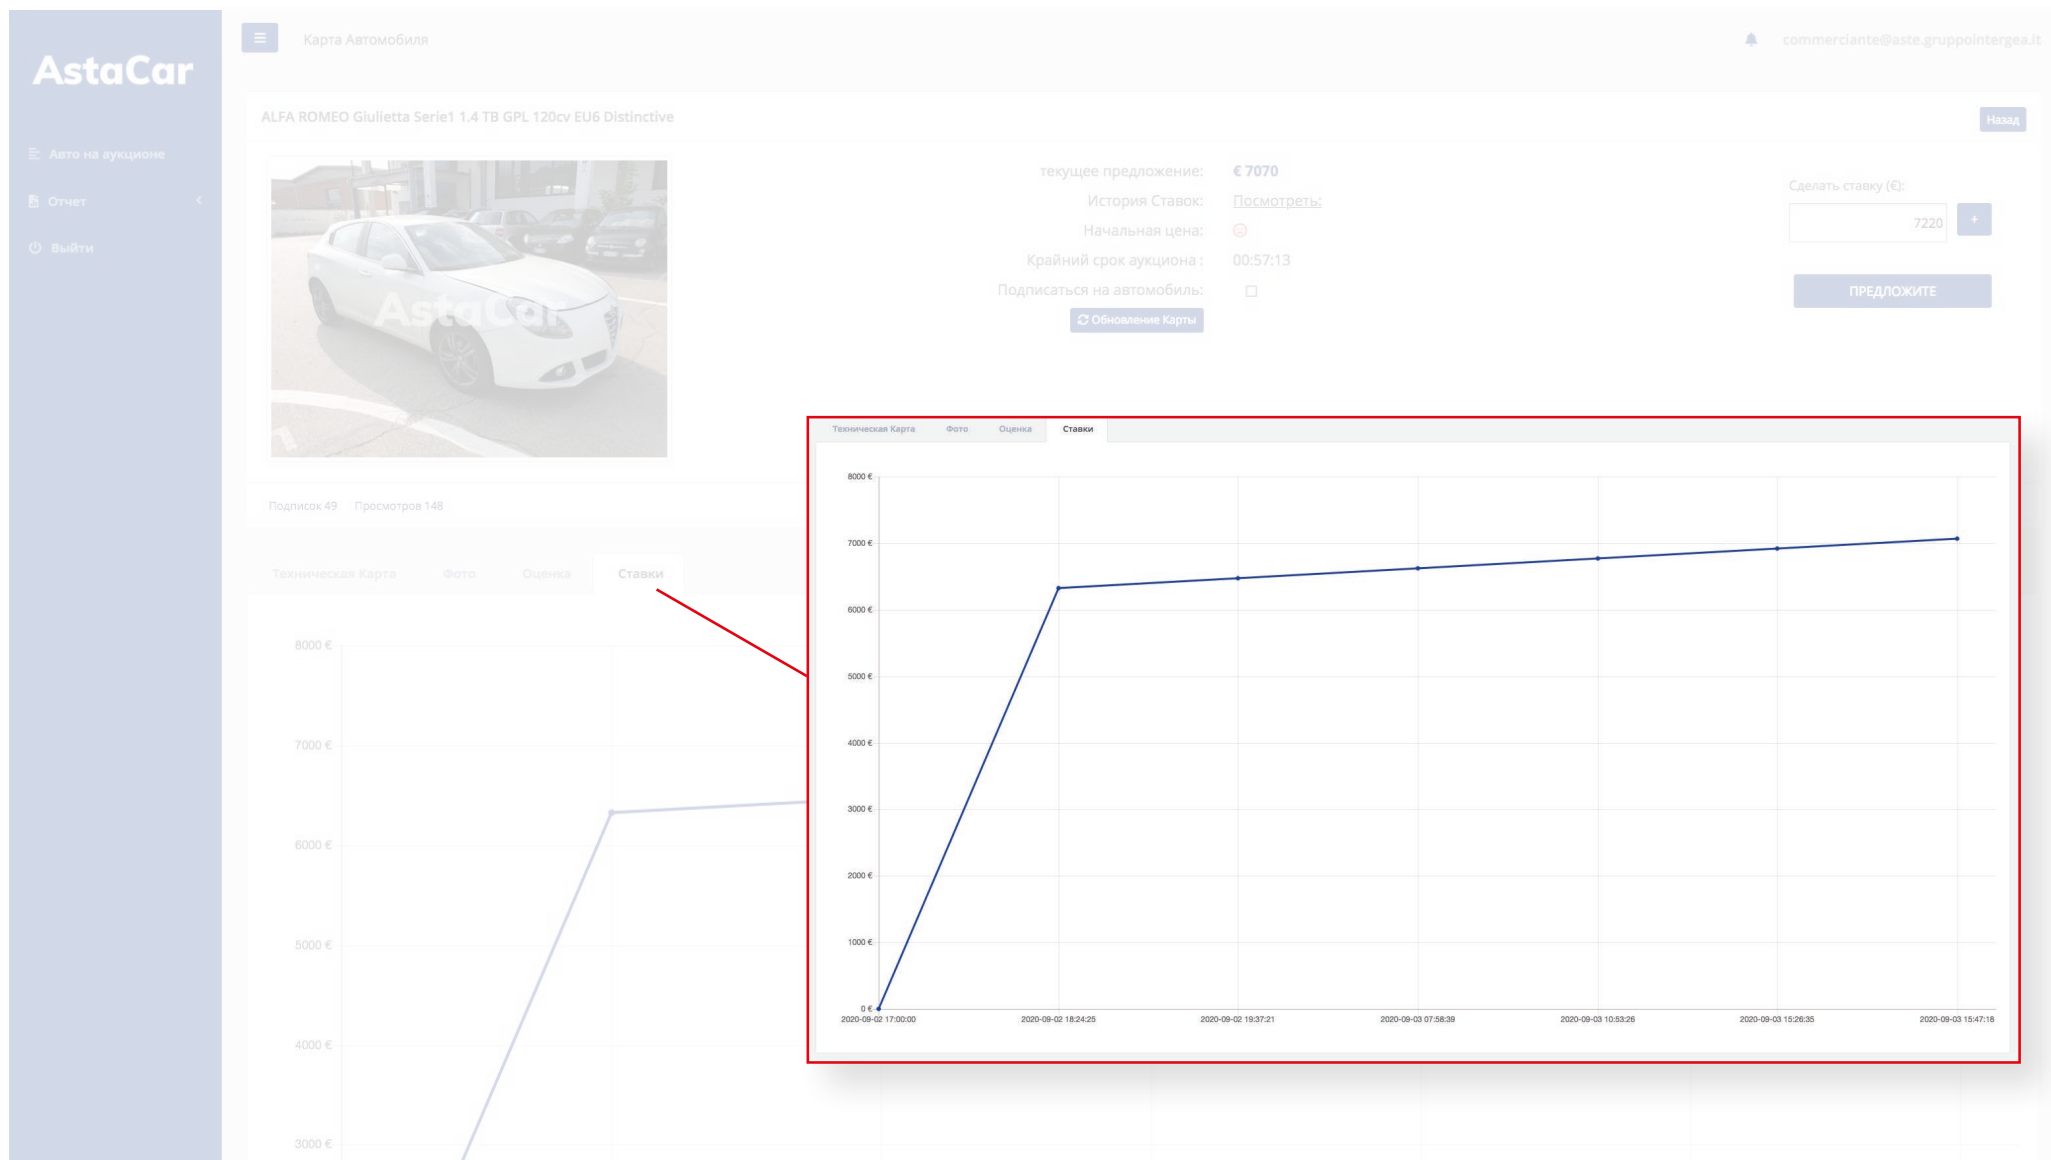 AstaCar
Авто на аукционе
Отчет
Выйти
Карта Автомобиля
commerciante@aste.gruppointergea.it
ALFA ROMEO Giulietta Serie1 1.4 TB GPL 120cv EU6 Distinctive
Назад
AstaCar
текущее предложение: € 7070
История Ставок: Посмотреть:
Начальная цена:
Крайний срок аукциона : 00:57:13
Подписаться на автомобиль:
Обновление Карты
Сделать ставку (€):
7220 +
ПРЕДЛОЖИТЕ
Подписок 49 Просмотров 148
Техническая Карта Фото Оценка Ставки
8000 €
7000 €
6000 €
5000 €
4000 €
3000 €
Техническая Карта Фото Оценка Ставки
8000 €
7000 €
6000 €
5000 €
4000 €
3000 €
2000 €
1000 €
0 €
2020-09-02 17:00:00 2020-09-02 18:24:25 2020-09-02 19:37:21 2020-09-03 07:58:39 2020-09-03 10:53:26 2020-09-03 15:26:35 2020-09-03 15:47:18